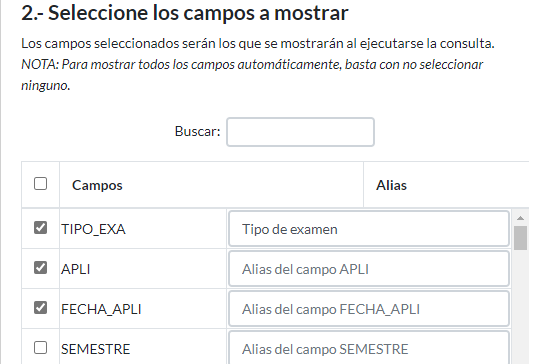 2.- Seleccione los campos a mostrar
Los campos seleccionados serán los que se mostrarán al ejecutarse la consulta.
NOTA: Para mostrar todos los campos automáticamente, basta con no seleccionar
ninguno.
Buscar:
Campos Alias
TIPO_EXA Tipo de examen
APLI Alias del campo APLI
FECHA_APLI Alias del campo FECHA_APLI
SEMESTRE Alias del campo SEMESTRE